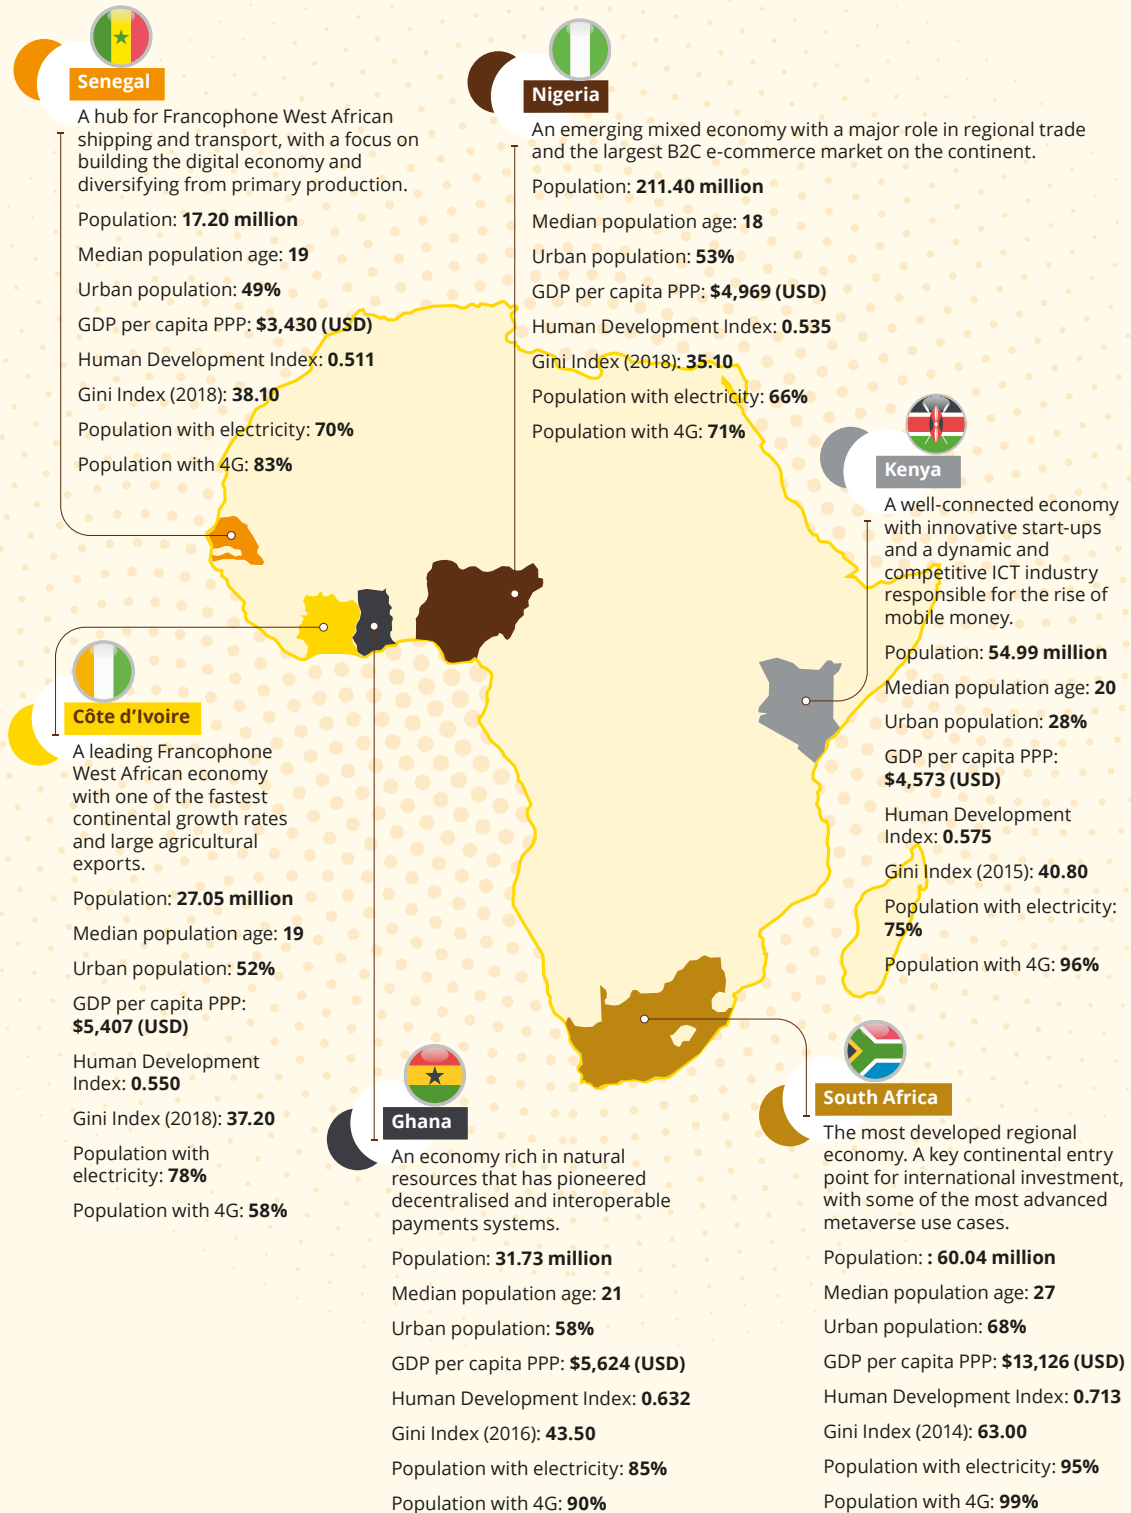 Senegal
A hub for Francophone West African
shipping and transport, with a focus on
building the digital economy and
diversifying from primary production.
Population: 17.20 million
Median population age: 19
Urban population: 49%
GDP per capita PPP: $3,430 (USD)
Human Development Index: 0.511
Gini Index (2018): 38.10
Population with electricity: 70%
Population with 4G: 83%
Nigeria
An emerging mixed economy with a major role in regional trade
and the largest B2C e-commerce market on the continent.
Population: 211.40 million
Median population age: 18
Urban population: 53%
GDP per capita PPP: $4,969 (USD)
Human Development Index: 0.535
Gini Index (2018): 35.10
Population with electricity: 66%
Population with 4G: 71%
Kenya
A well-connected economy
with innovative start-ups
and a dynamic and
competitive ICT industry
responsible for the rise of
mobile money.
Population: 54.99 million
Median population age: 20
Urban population: 28%
GDP per capita PPP:
$4,573 (USD)
Human Development
Index: 0.575
Gini Index (2015): 40.80
Population with electricity:
75%
Population with 4G: 96%
Côte d’Ivoire
A leading Francophone
West African economy
with one of the fastest
continental growth rates
and large agricultural
exports.
Population: 27.05 million
Median population age: 19
Urban population: 52%
GDP per capita PPP:
$5,407 (USD)
Human Development
Index: 0.550
Gini Index (2018): 37.20
Population with
electricity: 78%
Population with 4G: 58%
Ghana
An economy rich in natural
resources that has pioneered
decentralised and interoperable
payments systems.
Population: 31.73 million
Median population age: 21
Urban population: 58%
GDP per capita PPP: $5,624 (USD)
Human Development Index: 0.632
Gini Index (2016): 43.50
Population with electricity: 85%
Population with 4G: 90%
South Africa
The most developed regional
economy. A key continental entry
point for international investment,
with some of the most advanced
metaverse use cases.
Population: : 60.04 million
Median population age: 27
Urban population: 68%
GDP per capita PPP: $13,126 (USD)
Human Development Index: 0.713
Gini Index (2014): 63.00
Population with electricity: 95%
Population with 4G: 99%